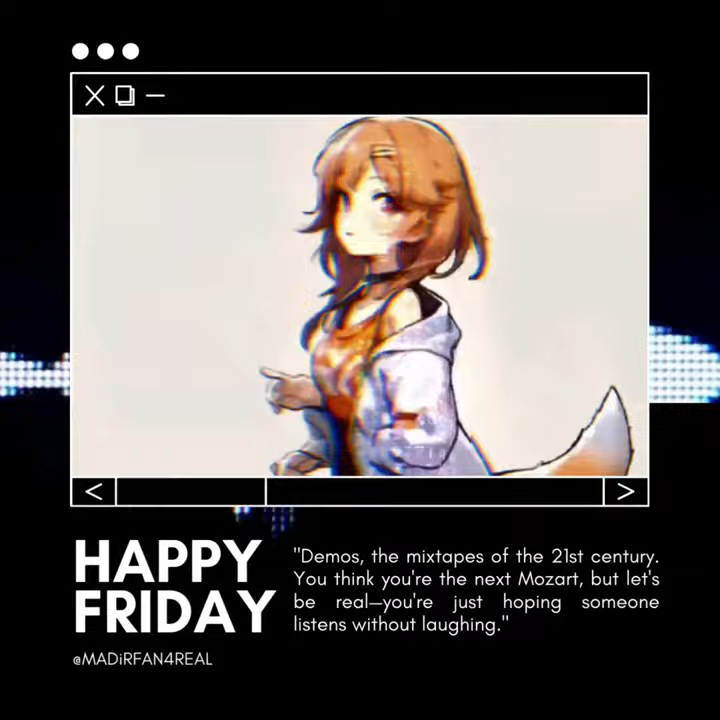 HAPPY
FRIDAY
@MADiRFAN4REAL
"Demos, the mixtapes of the 21st century.
You think you're the next Mozart, but let's
be real—you're just hoping someone
listens without laughing."